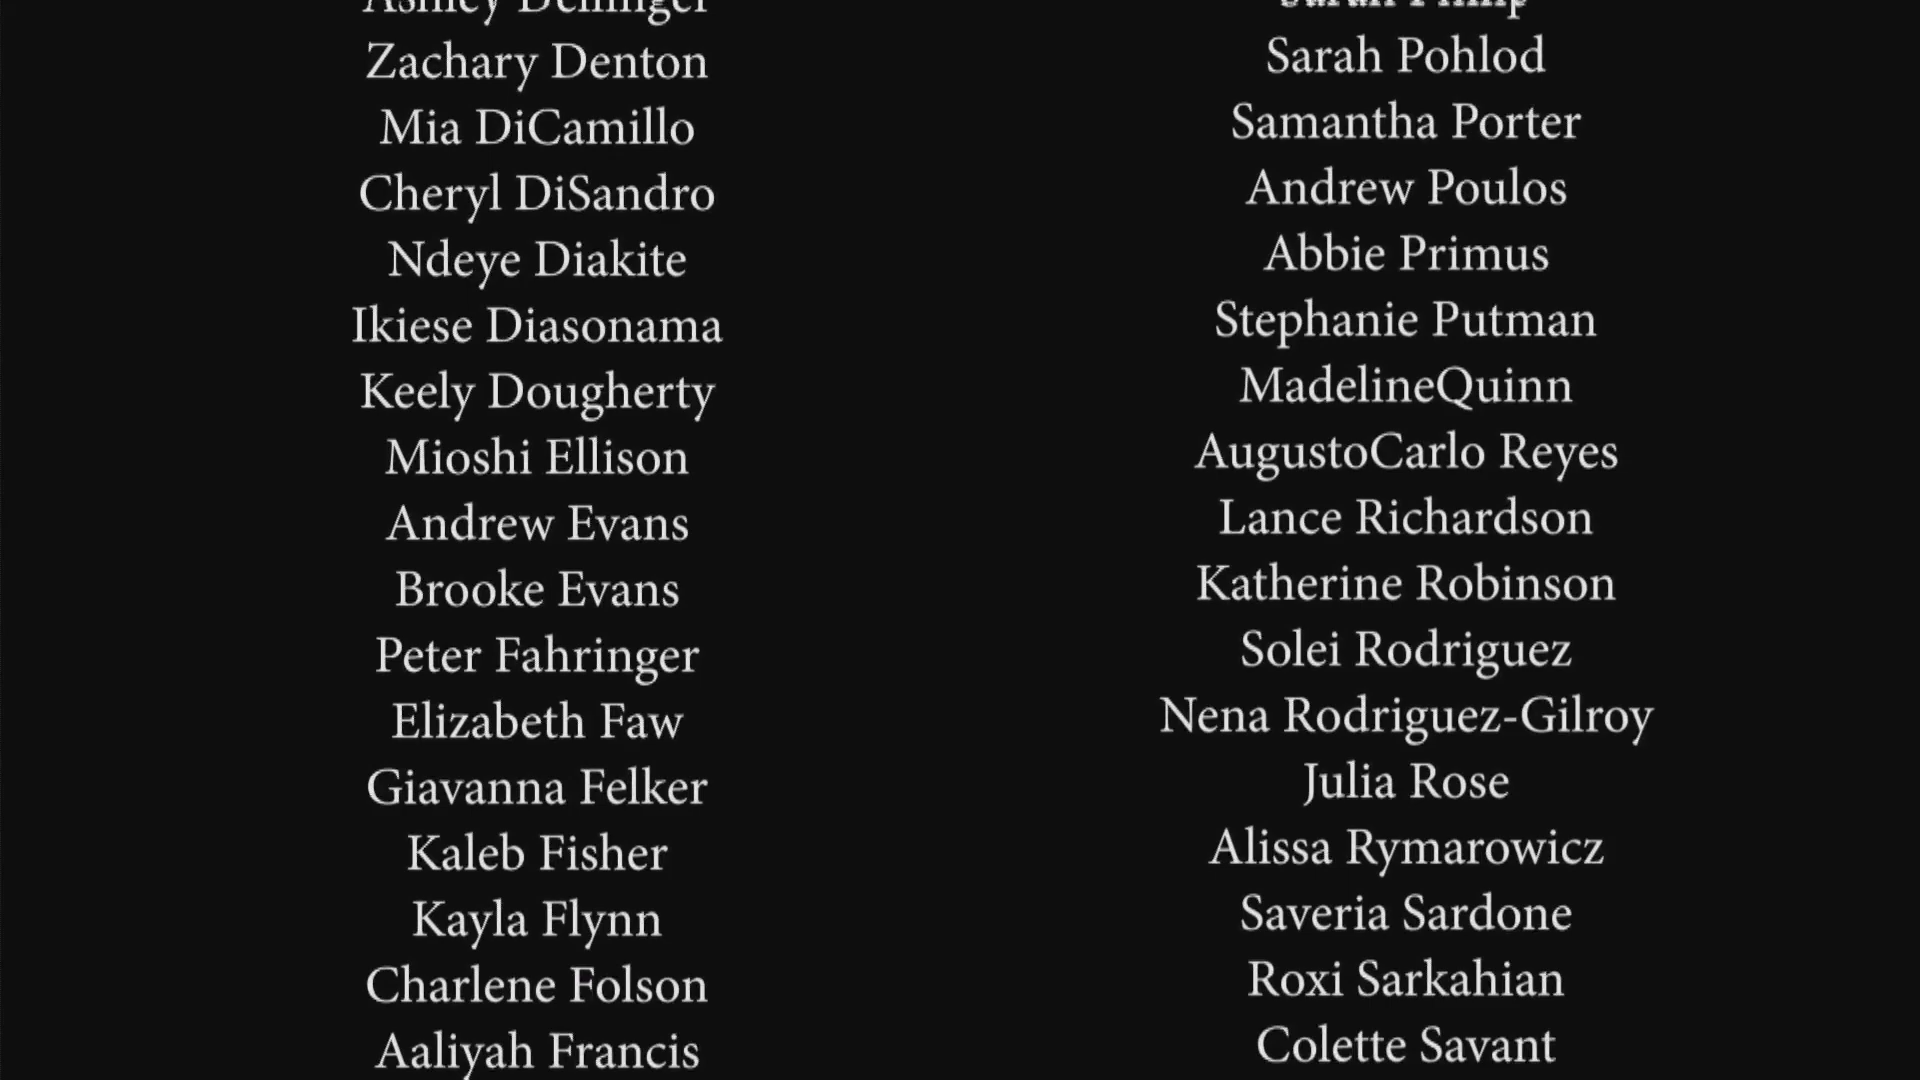 Zachary Denton
Mia DiCamillo
Cheryl DiSandro
Ndeye Diakite
Ikiese Diasonama
Keely Dougherty
Mioshi Ellison
Andrew Evans
Brooke Evans
Peter Fahringer
Elizabeth Faw
Giavanna Felker
Kaleb Fisher
Kayla Flynn
Charlene Folson
Aaliyah Francis
Sarah Pohlod
Samantha Porter
Andrew Poulos
Abbie Primus
Stephanie Putman
MadelineQuinn
AugustoCarlo Reyes
Lance Richardson
Katherine Robinson
Solei Rodriguez
Nena Rodriguez-Gilroy
Julia Rose
Alissa Rymarowicz
Saveria Sardone
Roxi Sarkahian
Colette Savant